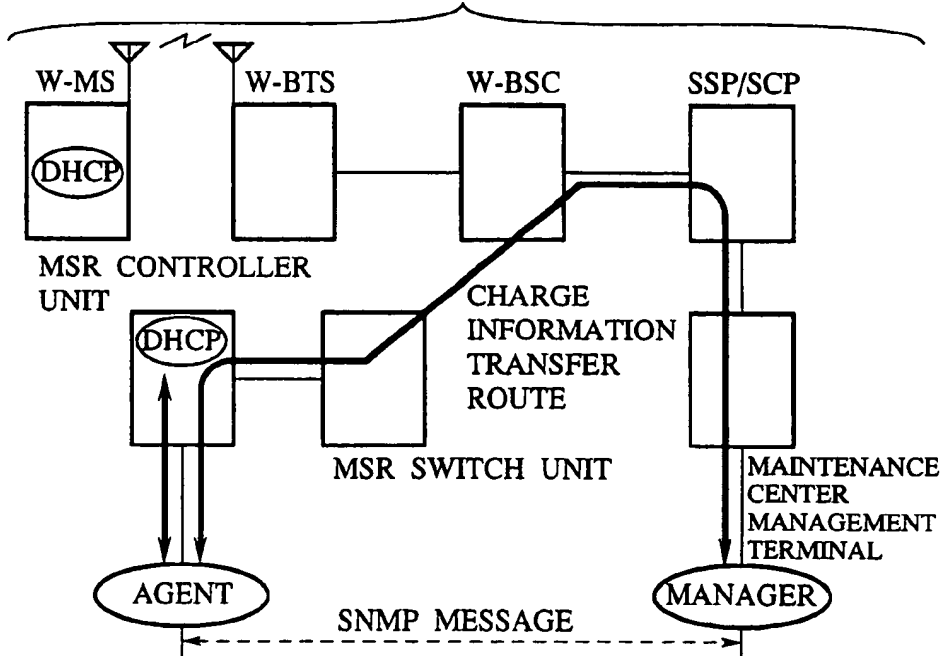 W-MS
W-BTS
W-BSC
SSP/SCP
DHCP
MSR CONTROLLER
UNIT
DHCP
CHARGE
INFORMATION
TRANSFER
ROUTE
MSR SWITCH UNIT
MAINTENANCE
CENTER
MANAGEMENT
TERMINAL
AGENT
MANAGER
SNMP MESSAGE